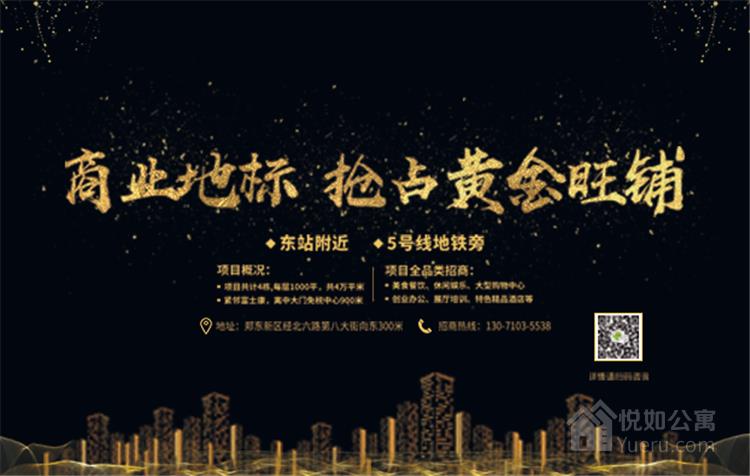 商业地标 抢占黄金旺铺
东站附近 5号线地铁旁
项目概况:
项目共计4栋,每层1000平,共4万平米
紧邻富士康,离中大门免税中心900米
项目全品类招商:
美食餐饮、休闲娱乐、大型购物中心
创业办公、展厅培训、特色精品酒店等
地址:郑东新区经北六路第八大街向东300米
招商热线:130-7103-5538
详情请扫码咨询
悦如公寓
Yueru.com